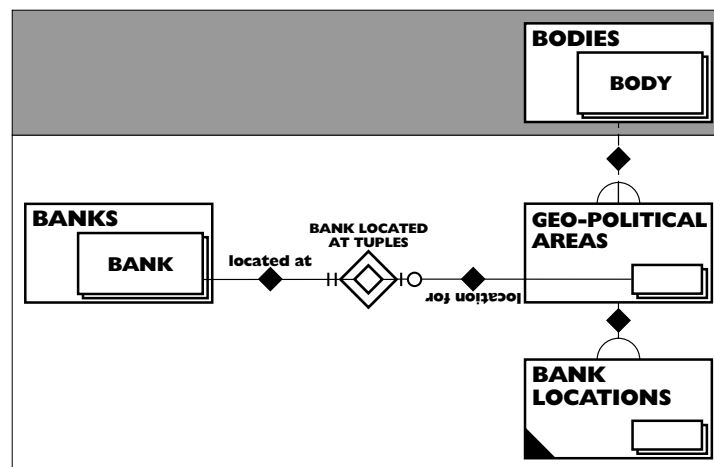 BODIES
BODY
BANKS
BANK
located at
BANK LOCATED
AT TUPLES
location for
GEO-POLITICAL
AREAS
BANK
LOCATIONS